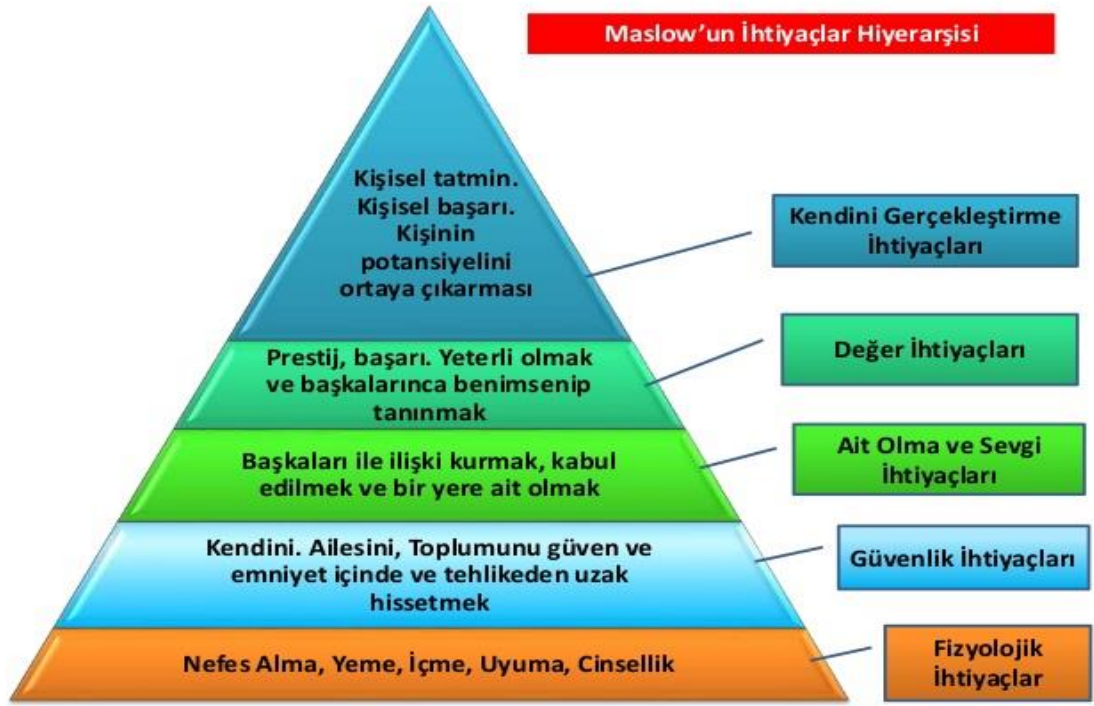 Maslow’un İhtiyaçlar Hiyerarşisi
Kişisel tatmin.
Kişisel başarı.
Kişinin
potansiyelini
ortaya çıkarması
Kendini Gerçekleştirme
İhtiyaçları
Prestij, başarı. Yeterli olmak
ve başkalarınca benimsenip
tanınmak
Değer İhtiyaçları
Başkaları ile ilişki kurmak, kabul
edilmek ve bir yere ait olmak
Ait Olma ve Sevgi
İhtiyaçları
Kendini. Ailesini, Toplumunu güven ve
emniyet içinde ve tehlikeden uzak
hissetmek
Güvenlik İhtiyaçları
Nefes Alma, Yeme, İçme, Uyuma, Cinsellik
Fizyolojik
İhtiyaçlar